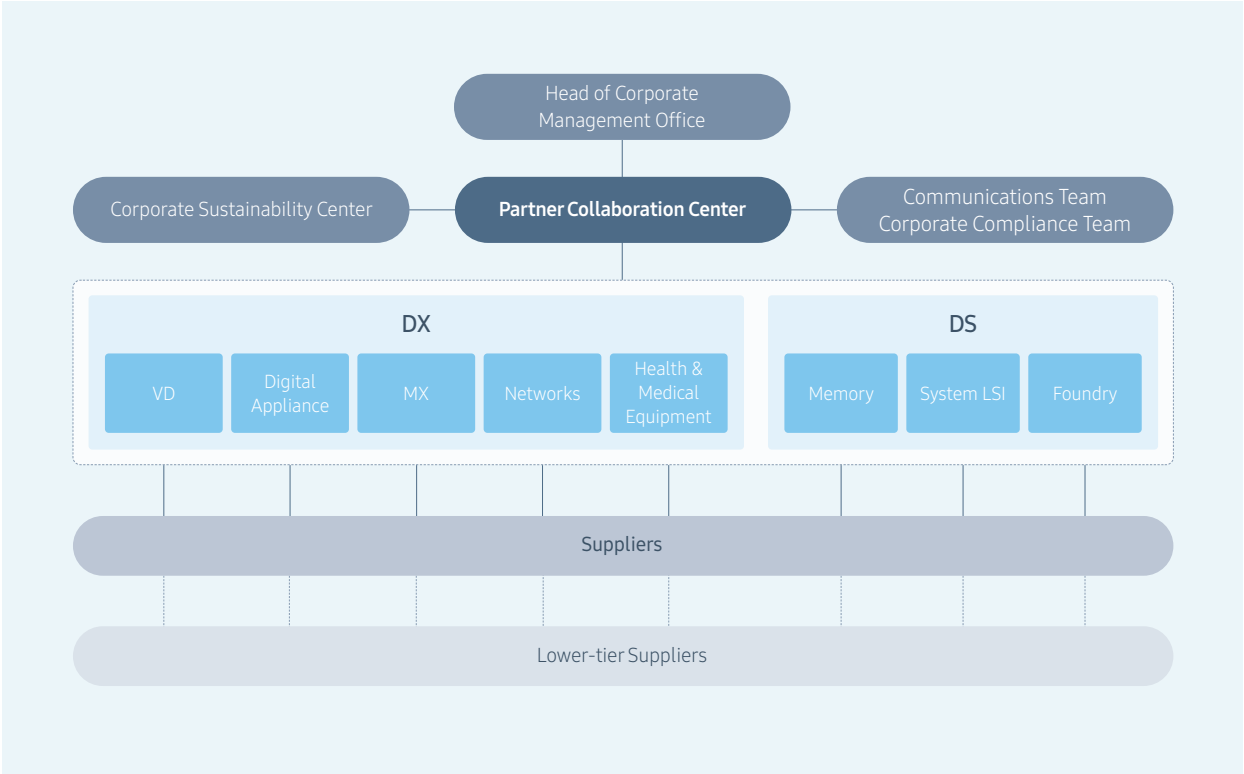 Head of Corporate
Management Office
Corporate Sustainability Center
Partner Collaboration Center
Communications Team
Corporate Compliance Team
DX
DS
VD
Digital
Appliance
MX
Networks
Health &
Medical
Equipment
Memory
System LSI
Foundry
Suppliers
Lower-tier Suppliers